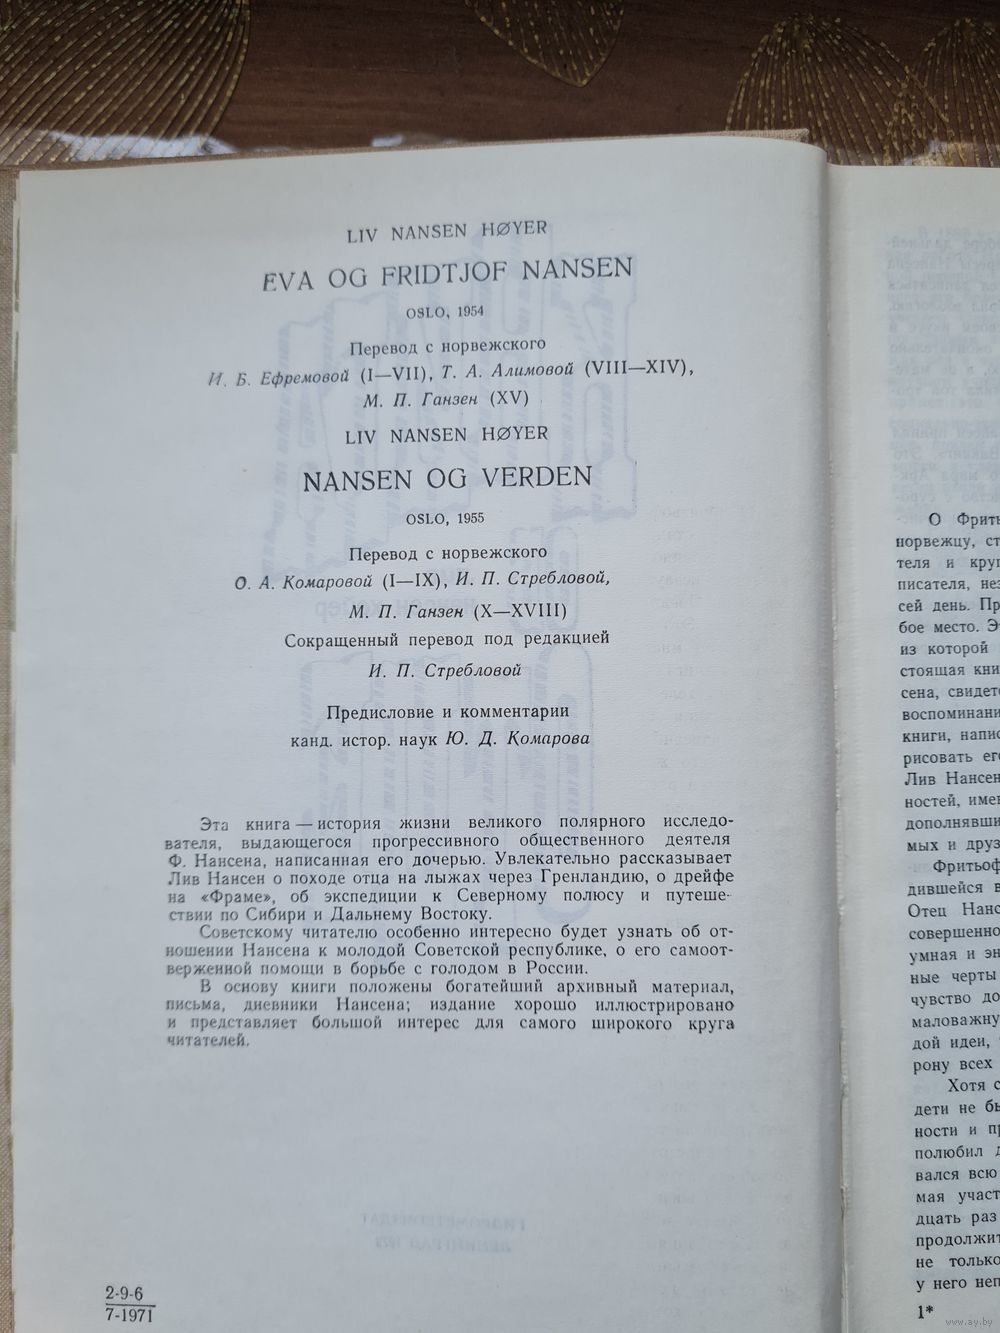 LIV NANSEN HØYER
EVA OG FRIDTJOF NANSEN
OSLO, 1954
Перевод с норвежского
И. Б. Ефремовой (I—VII), Т. А. Алимовой (VIII—XIV),
М. П. Ганзен (XV)
LIV NANSEN HØYER
NANSEN OG VERDEN
OSLO, 1955
Перевод с норвежского
О. А. Комаровой (I—IX), И. П. Стребловой,
М. П. Ганзен (X—XVIII)
Сокращенный перевод под редакцией
И. П. Стребловой
Предисловие и комментарии
канд. истор. наук Ю. Д. Комарова
Эта книга — история жизни великого полярного исследо-
вателя, выдающегося прогрессивного общественного деятеля
Ф. Нансена, написанная его дочерью. Увлекательно рассказывает
Лив Нансен о походе отца на лыжах через Гренландию, о дрейфе
на «Фраме», об экспедиции к Северному полюсу и путеше-
ствии по Сибири и Дальнему Востоку.
Советскому читателю особенно интересно будет узнать об от-
ношении Нансена к молодой Советской республике, о его самоот-
верженной помощи в борьбе с голодом в России.
В основу книги положены богатейший архивный материал,
письма, дневники Нансена; издание хорошо иллюстрировано
и представляет большой интерес для самого широкого круга
читателей.
2-9-6
7-1971
О Фрить
норвежцу, ст
теля и круп
писателя, нез
сей день. Пр
бое место. Э
из которой
стоящая кни
сена, свидете
воспоминани
книги, напис
рисовать его
Лив Нансен
ностей, имен
дополнявши
мых и друз
Фритьоф
дившейся в
Отец Нанс
совершенно
умная и эн
ные черты
чувство до
маловажну
дой идеи,
рону всех
Хотя с
дети не бы
ности и пр
полюбил д
вался всю
мая участ
дцать раз
продолжит
не только
у него неп
1*
www.ay.by